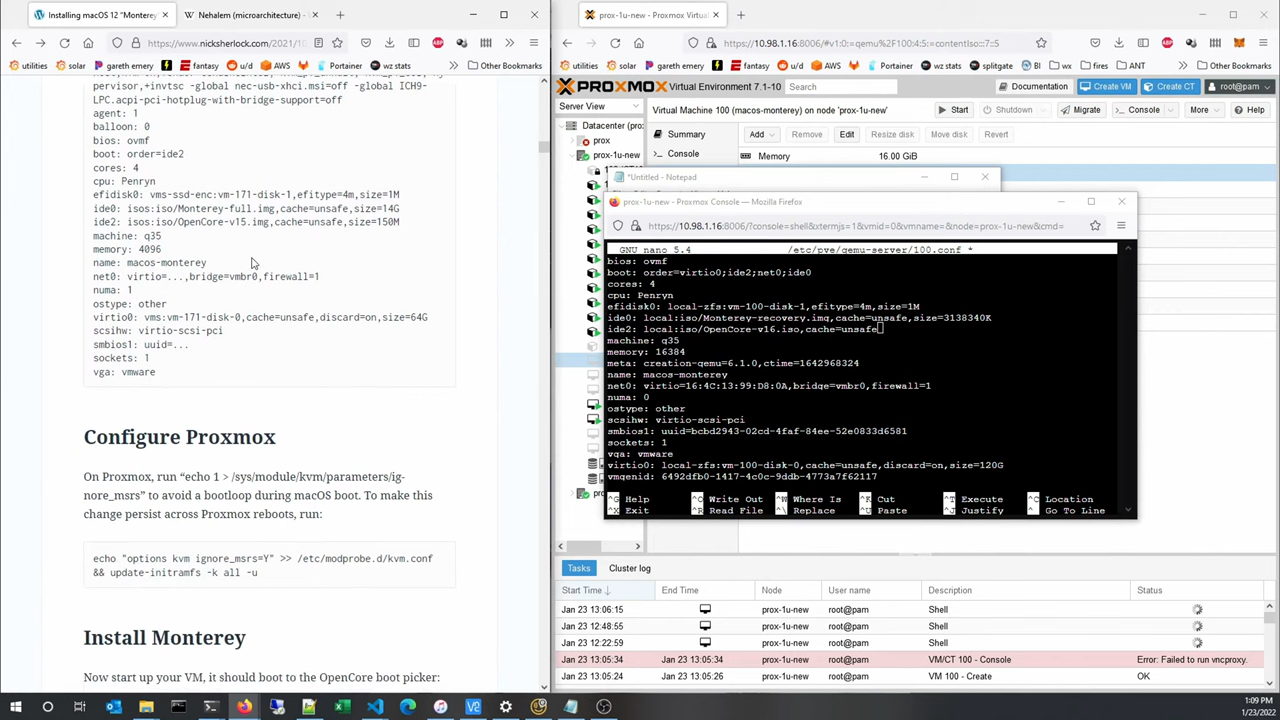 Installing macOS 12 "Monterey"
Nehalem (microarchitecture) - W
https://www.nicksherlock.com/2021/10
utilities
solar
gparted
energy
fantasy
u/d
AWS
Portainer
wz stats
Other Bookmarks
pervisor,+invtsc -global nec-usb-xhci.msi=off -global ICH9-
LPC.acpi-pci-hotplug-with-bridge-support=off
agent: 1
balloon: 0
bios: ovmf
boot: order=ide2
cores: 4
cpu: Penryn
efidisk0: vms-ssd-enc:vm-171-disk-1,efitype=4m,size=1M
ide0: isos:iso/Monterey-full.img,cache=unsafe,size=14G
ide2: isos:iso/OpenCore-v15.img,cache=unsafe,size=150M
machine: q35
memory: 4096
name: macos-monterey
net0: virtio=...,bridge=vmbr0,firewall=1
numa: 1
ostype: other
virtio0: vms:vm-171-disk-0,cache=unsafe,discard=on,size=64G
scsihw: virtio-scsi-pci
smbios1: uuid=...
sockets: 1
vga: vmware
Configure Proxmox
On Proxmox, run "echo 1 > /sys/module/kvm/parameters/ig-
nore_msrs" to avoid a bootloop during macOS boot. To make this
change persist across Proxmox reboots, run:
echo "options kvm ignore_msrs=Y" >> /etc/modprobe.d/kvm.conf
&& update-initramfs -k all -u
Install Monterey
Now start up your VM, it should boot to the OpenCore boot picker:
prox-1u-new - Proxmox Virtual
https://10.98.1.16:8006/#v1:0:=qemu%2F100:4:5:=contentIso:::7::5
utilities
solar
gparted
energy
fantasy
u/d
AWS
Portainer
wz stats
splitgate
BI
wx
poker
Other Bookmarks
PROXMOX Virtual Environment 7.1-10
Search
Documentation
Create VM
Create CT
root@pam
Server View
Virtual Machine 100 (macos-monterey) on node 'prox-1u-new'
Start
Shutdown
Migrate
Console
More
Help
Datacenter (pro:
prox
prox-1u-new
Summary
Console
Add
Remove
Edit
Resize disk
Move disk
Revert
Memory
16.00 GiB
*Untitled - Notepad
prox-1u-new - Proxmox Console — Mozilla Firefox
https://10.98.1.16:8006/?console=shell&xtermjs=1&vmid=0&vmname=&node=prox-1u-new&cmd=
GNU nano 5.4 /etc/pve/qemu-server/100.conf *
bios: ovmf
boot: order=virtio0;ide2;net0;ide0
cores: 4
cpu: Penryn
efidisk0: local-zfs:vm-100-disk-1,efitype=4m,size=1M
ide0: local:iso/Monterey-recovery.img,cache=unsafe,size=3138340K
ide2: local:iso/OpenCore-v16.iso,cache=unsafe
machine: q35
memory: 16384
meta: creation-qemu=6.1.0,ctime=1642968324
name: macos-monterey
net0: virtio=16:4C:13:99:D8:0A,bridge=vmbr0,firewall=1
numa: 0
ostype: other
scsihw: virtio-scsi-pci
smbios1: uuid=bcbd2943-02cd-4faf-84ee-52e0833d6581
sockets: 1
vga: vmware
virtio0: local-zfs:vm-100-disk-0,cache=unsafe,discard=on,size=120G
vmgenid: 6492dfb0-1417-4c0c-9ddb-4773a7f62117
^G Help ^O Write Out ^W Where Is ^K Cut ^T Execute ^C Location
^X Exit ^R Read File ^\ Replace ^U Paste ^J Justify ^_ Go To Line
Tasks
Cluster log
Start Time
End Time
Node
User name
Description
Status
Jan 23 13:06:15 prox-1u-new root@pam Shell
Jan 23 12:48:55 prox-1u-new root@pam Shell
Jan 23 12:22:59 prox-1u-new root@pam Shell
Jan 23 13:05:34 Jan 23 13:05:34 prox-1u-new root@pam VM/CT 100 - Console Error: Failed to run vncproxy.
Jan 23 13:05:24 Jan 23 13:05:26 prox-1u-new root@pam VM 100 - Create OK
1:09 PM
1/23/2022